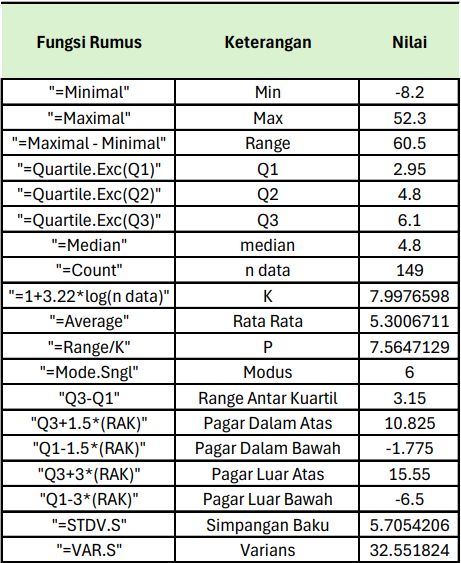 Fungsi Rumus Keterangan Nilai
"=Minimal" Min -8.2
"=Maximal" Max 52.3
"=Maximal - Minimal" Range 60.5
"=Quartile.Exc(Q1)" Q1 2.95
"=Quartile.Exc(Q2)" Q2 4.8
"=Quartile.Exc(Q3)" Q3 6.1
"=Median" median 4.8
"=Count" n data 149
"=1+3.22*log(n data)" K 7.9976598
"=Average" Rata Rata 5.3006711
"=Range/K" P 7.5647129
"=Mode.Sngl" Modus 6
"Q3-Q1" Range Antar Kuartil 3.15
"Q3+1.5*(RAK)" Pagar Dalam Atas 10.825
"Q1-1.5*(RAK)" Pagar Dalam Bawah -1.775
"Q3+3*(RAK)" Pagar Luar Atas 15.55
"Q1-3*(RAK)" Pagar Luar Bawah -6.5
"=STDV.S" Simpangan Baku 5.7054206
"=VAR.S" Varians 32.551824